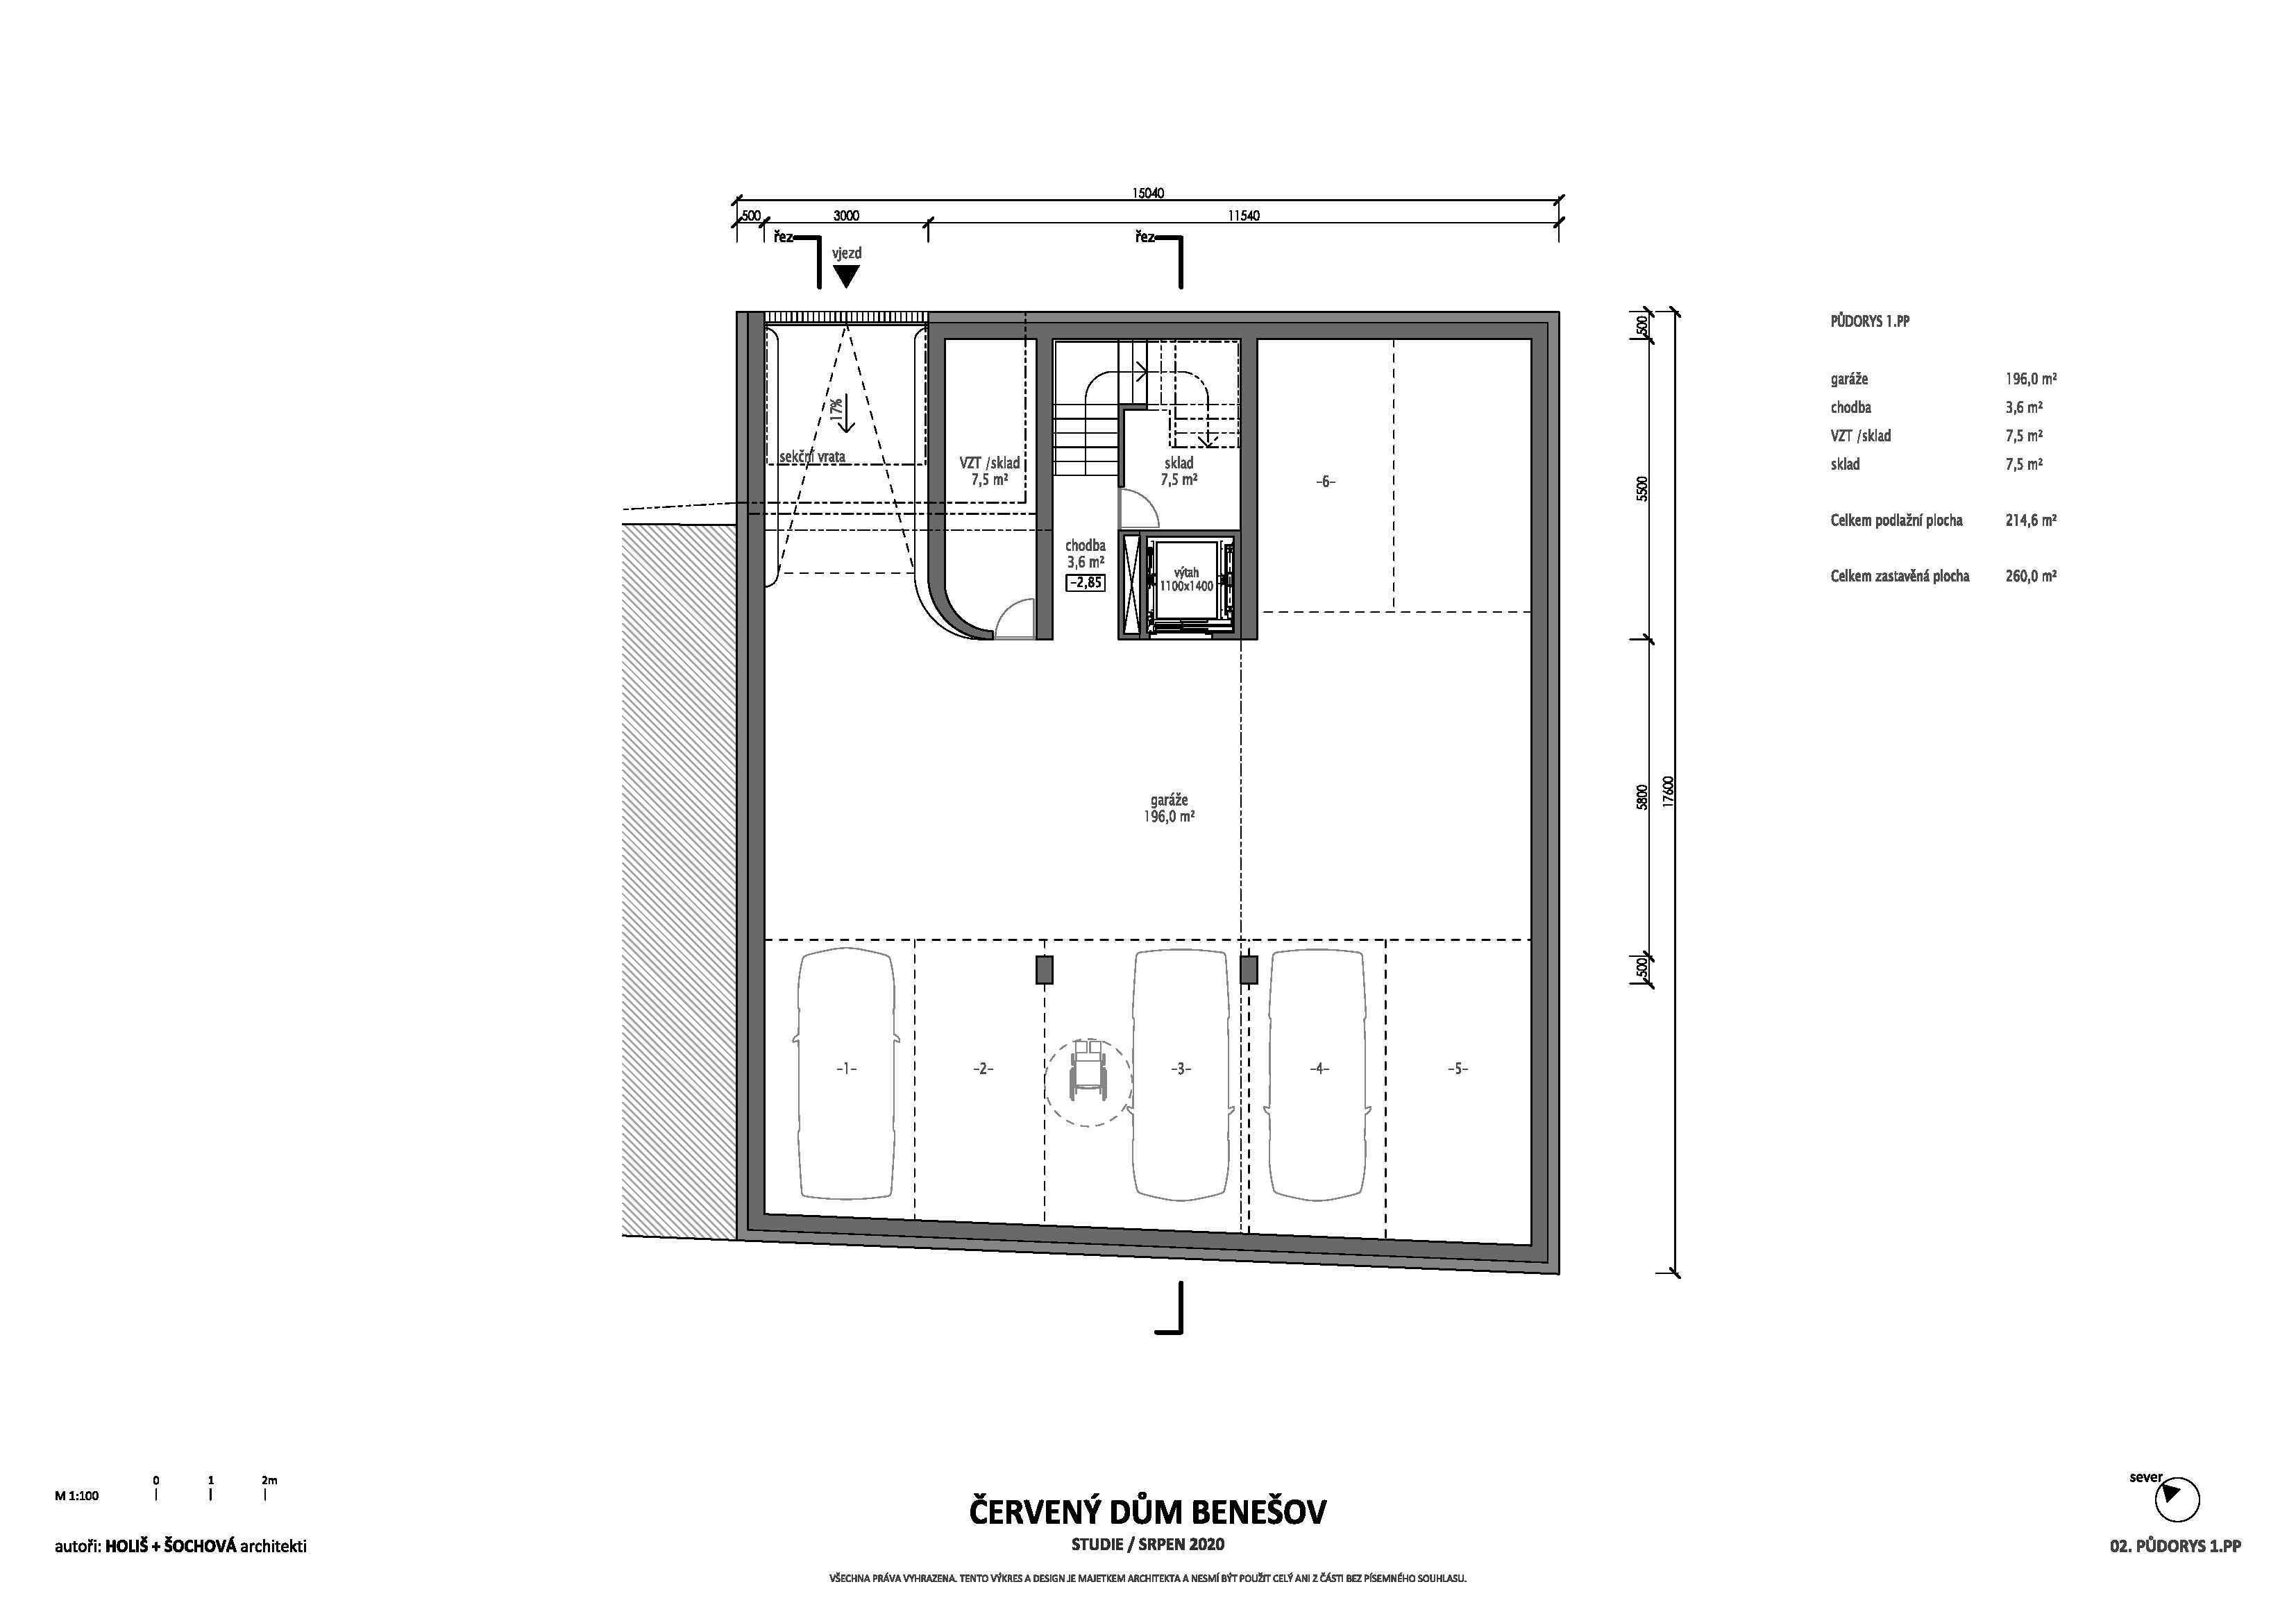 15040
500 3000 11540
řez řez
vjezd
500
PŮDORYS 1.PP
garáže 196,0 m²
chodba 3,6 m²
VZT /sklad 7,5 m²
sklad 7,5 m²
Celkem podlažní plocha 214,6 m²
Celkem zastavěná plocha 260,0 m²
17%
sekční vrata
VZT /sklad
7,5 m²
sklad
7,5 m²
-6-
5500
chodba
3,6 m²
-2,85
výtah
1100x1400
garáže
196,0 m²
5800
17600
500
-1- -2- -3- -4- -5-
0 1 2m
M 1:100
autoři: HOLIŠ + ŠOCHOVÁ architekti
ČERVENÝ DŮM BENEŠOV
STUDIE / SRPEN 2020
VŠECHNA PRÁVA VYHRAZENA. TENTO VÝKRES A DESIGN JE MAJETKEM ARCHITEKTA A NESMÍ BÝT POUŽIT CELÝ ANI Z ČÁSTI BEZ PÍSEMNÉHO SOUHLASU.
sever
02. PŮDORYS 1.PP